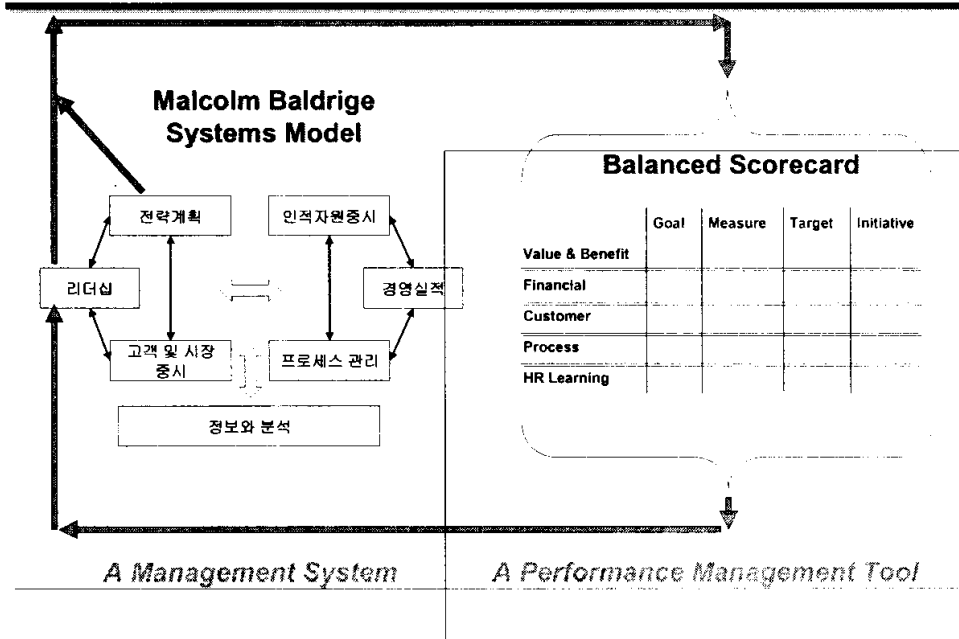 Malcolm Baldrige
Systems Model
전략계획
인적자원중시
리더십
경영실적
고객 및 시장
중시
프로세스 관리
정보와 분석
Balanced Scorecard
Goal Measure Target Initiative
Value & Benefit
Financial
Customer
Process
HR Learning
A Management System
A Performance Management Tool